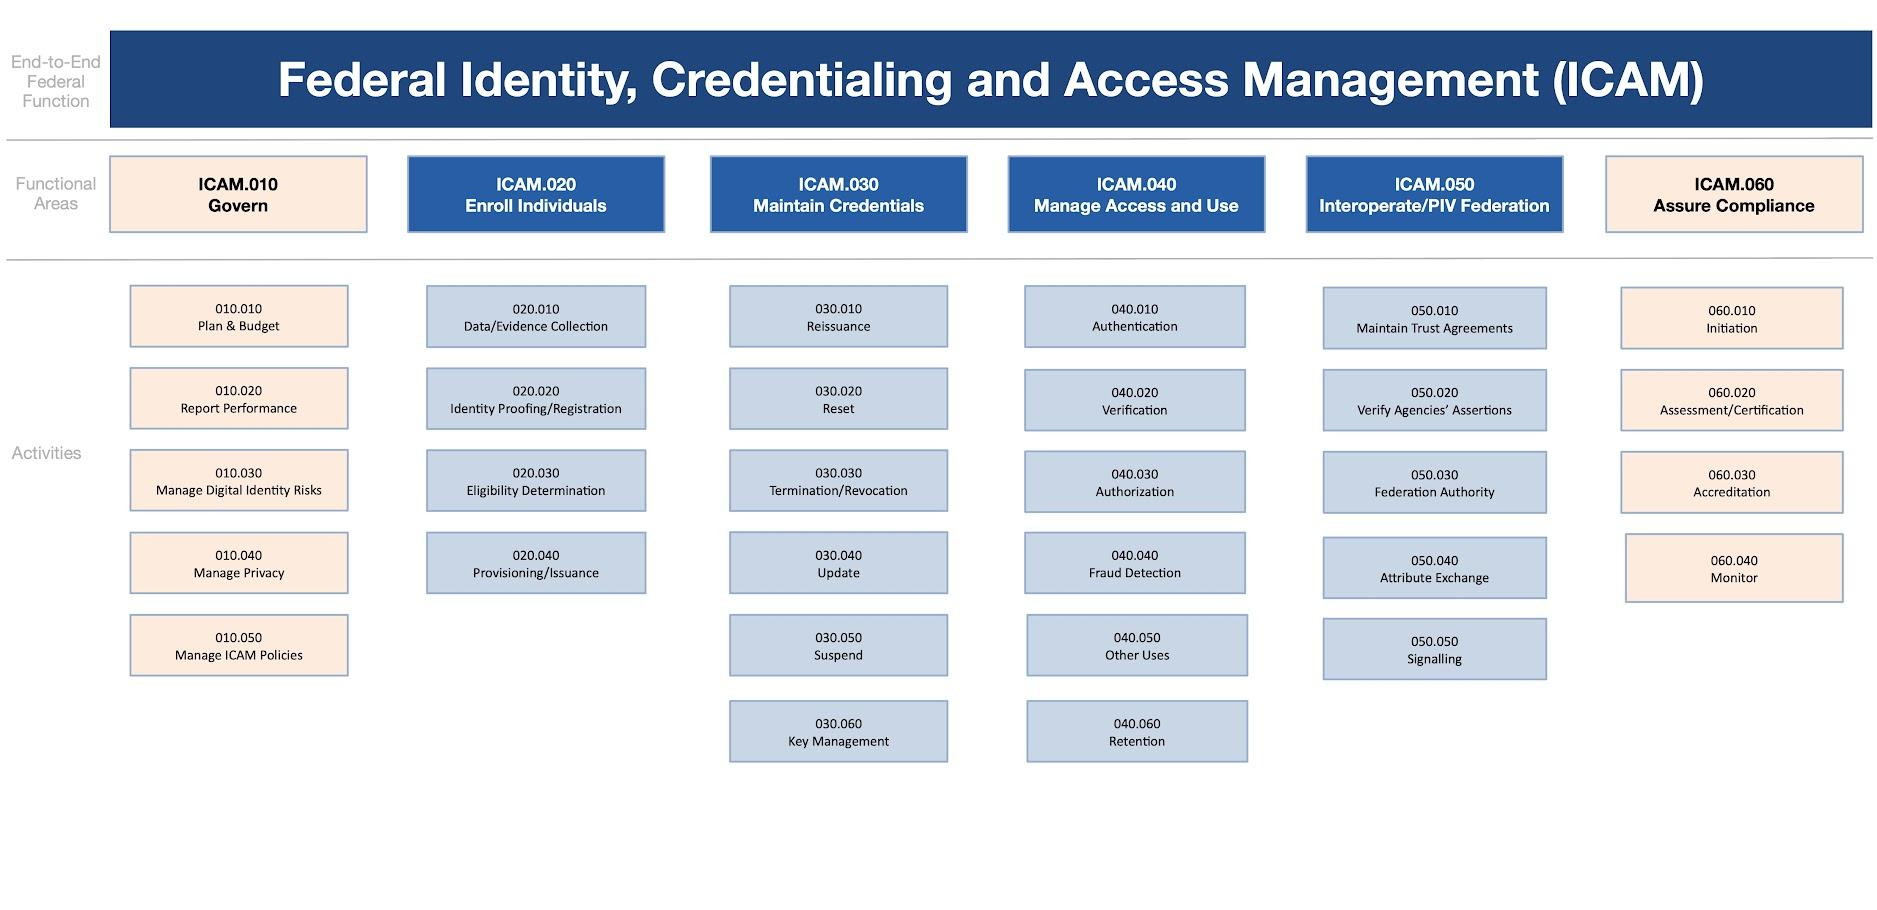 End-to-End
Federal
Function
Federal Identity, Credentialing and Access Management (ICAM)
Functional
Areas
ICAM.010
Govern
ICAM.020
Enroll Individuals
ICAM.030
Maintain Credentials
ICAM.040
Manage Access and Use
ICAM.050
Interoperate/PIV Federation
ICAM.060
Assure Compliance
Activities
010.010
Plan & Budget
010.020
Report Performance
010.030
Manage Digital Identity Risks
010.040
Manage Privacy
010.050
Manage ICAM Policies
020.010
Data/Evidence Collection
020.020
Identity Proofing/Registration
020.030
Eligibility Determination
020.040
Provisioning/Issuance
030.010
Reissuance
030.020
Reset
030.030
Termination/Revocation
030.040
Update
030.050
Suspend
030.060
Key Management
040.010
Authentication
040.020
Verification
040.030
Authorization
040.040
Fraud Detection
040.050
Other Uses
040.060
Retention
050.010
Maintain Trust Agreements
050.020
Verify Agencies’ Assertions
050.030
Federation Authority
050.040
Attribute Exchange
050.050
Signalling
060.010
Initiation
060.020
Assessment/Certification
060.030
Accreditation
060.040
Monitor